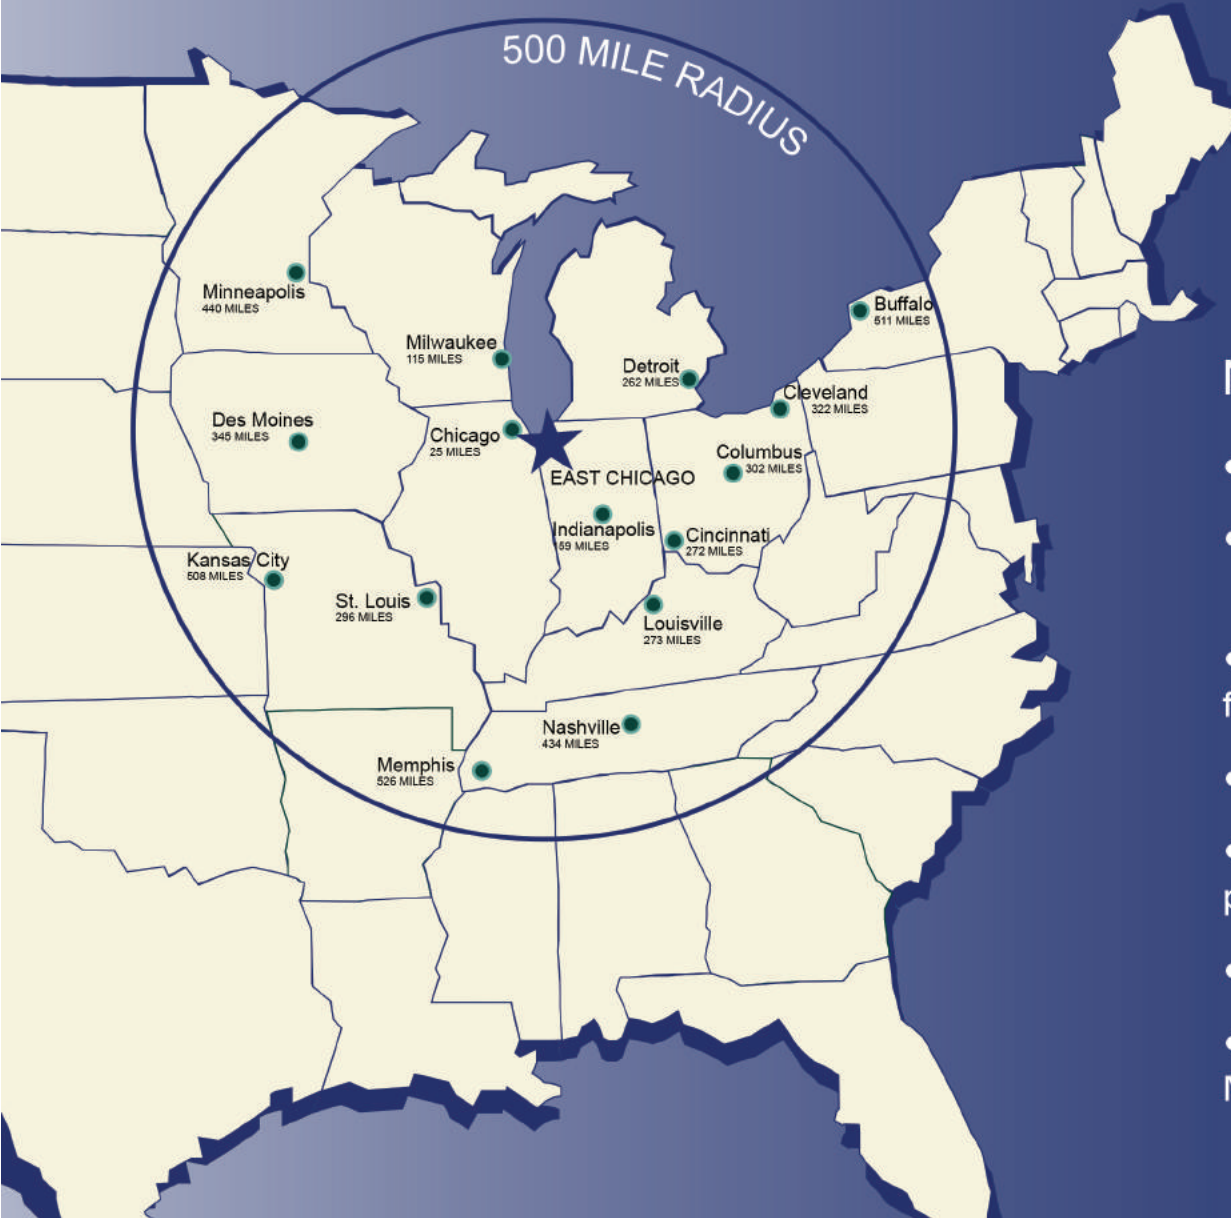 500 MILE RADIUS
Minneapolis
440 MILES
Buffalo
511 MILES
Milwaukee
115 MILES
Detroit
262 MILES
Cleveland
322 MILES
Des Moines
345 MILES
Chicago
25 MILES
Columbus
302 MILES
EAST CHICAGO
Indianapolis
159 MILES
Cincinnati
272 MILES
Kansas City
508 MILES
St. Louis
296 MILES
Louisville
273 MILES
Nashville
434 MILES
Memphis
526 MILES